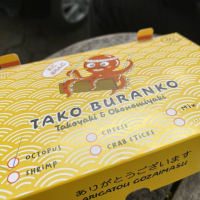 TAKO BURANKO
Takoyaki & Okonomiyaki
OCTOPUS
CHEESE
MIX
SHRIMP
CRAB STICKS
ありがとうございます
ARIGATOU GOZAIMASU